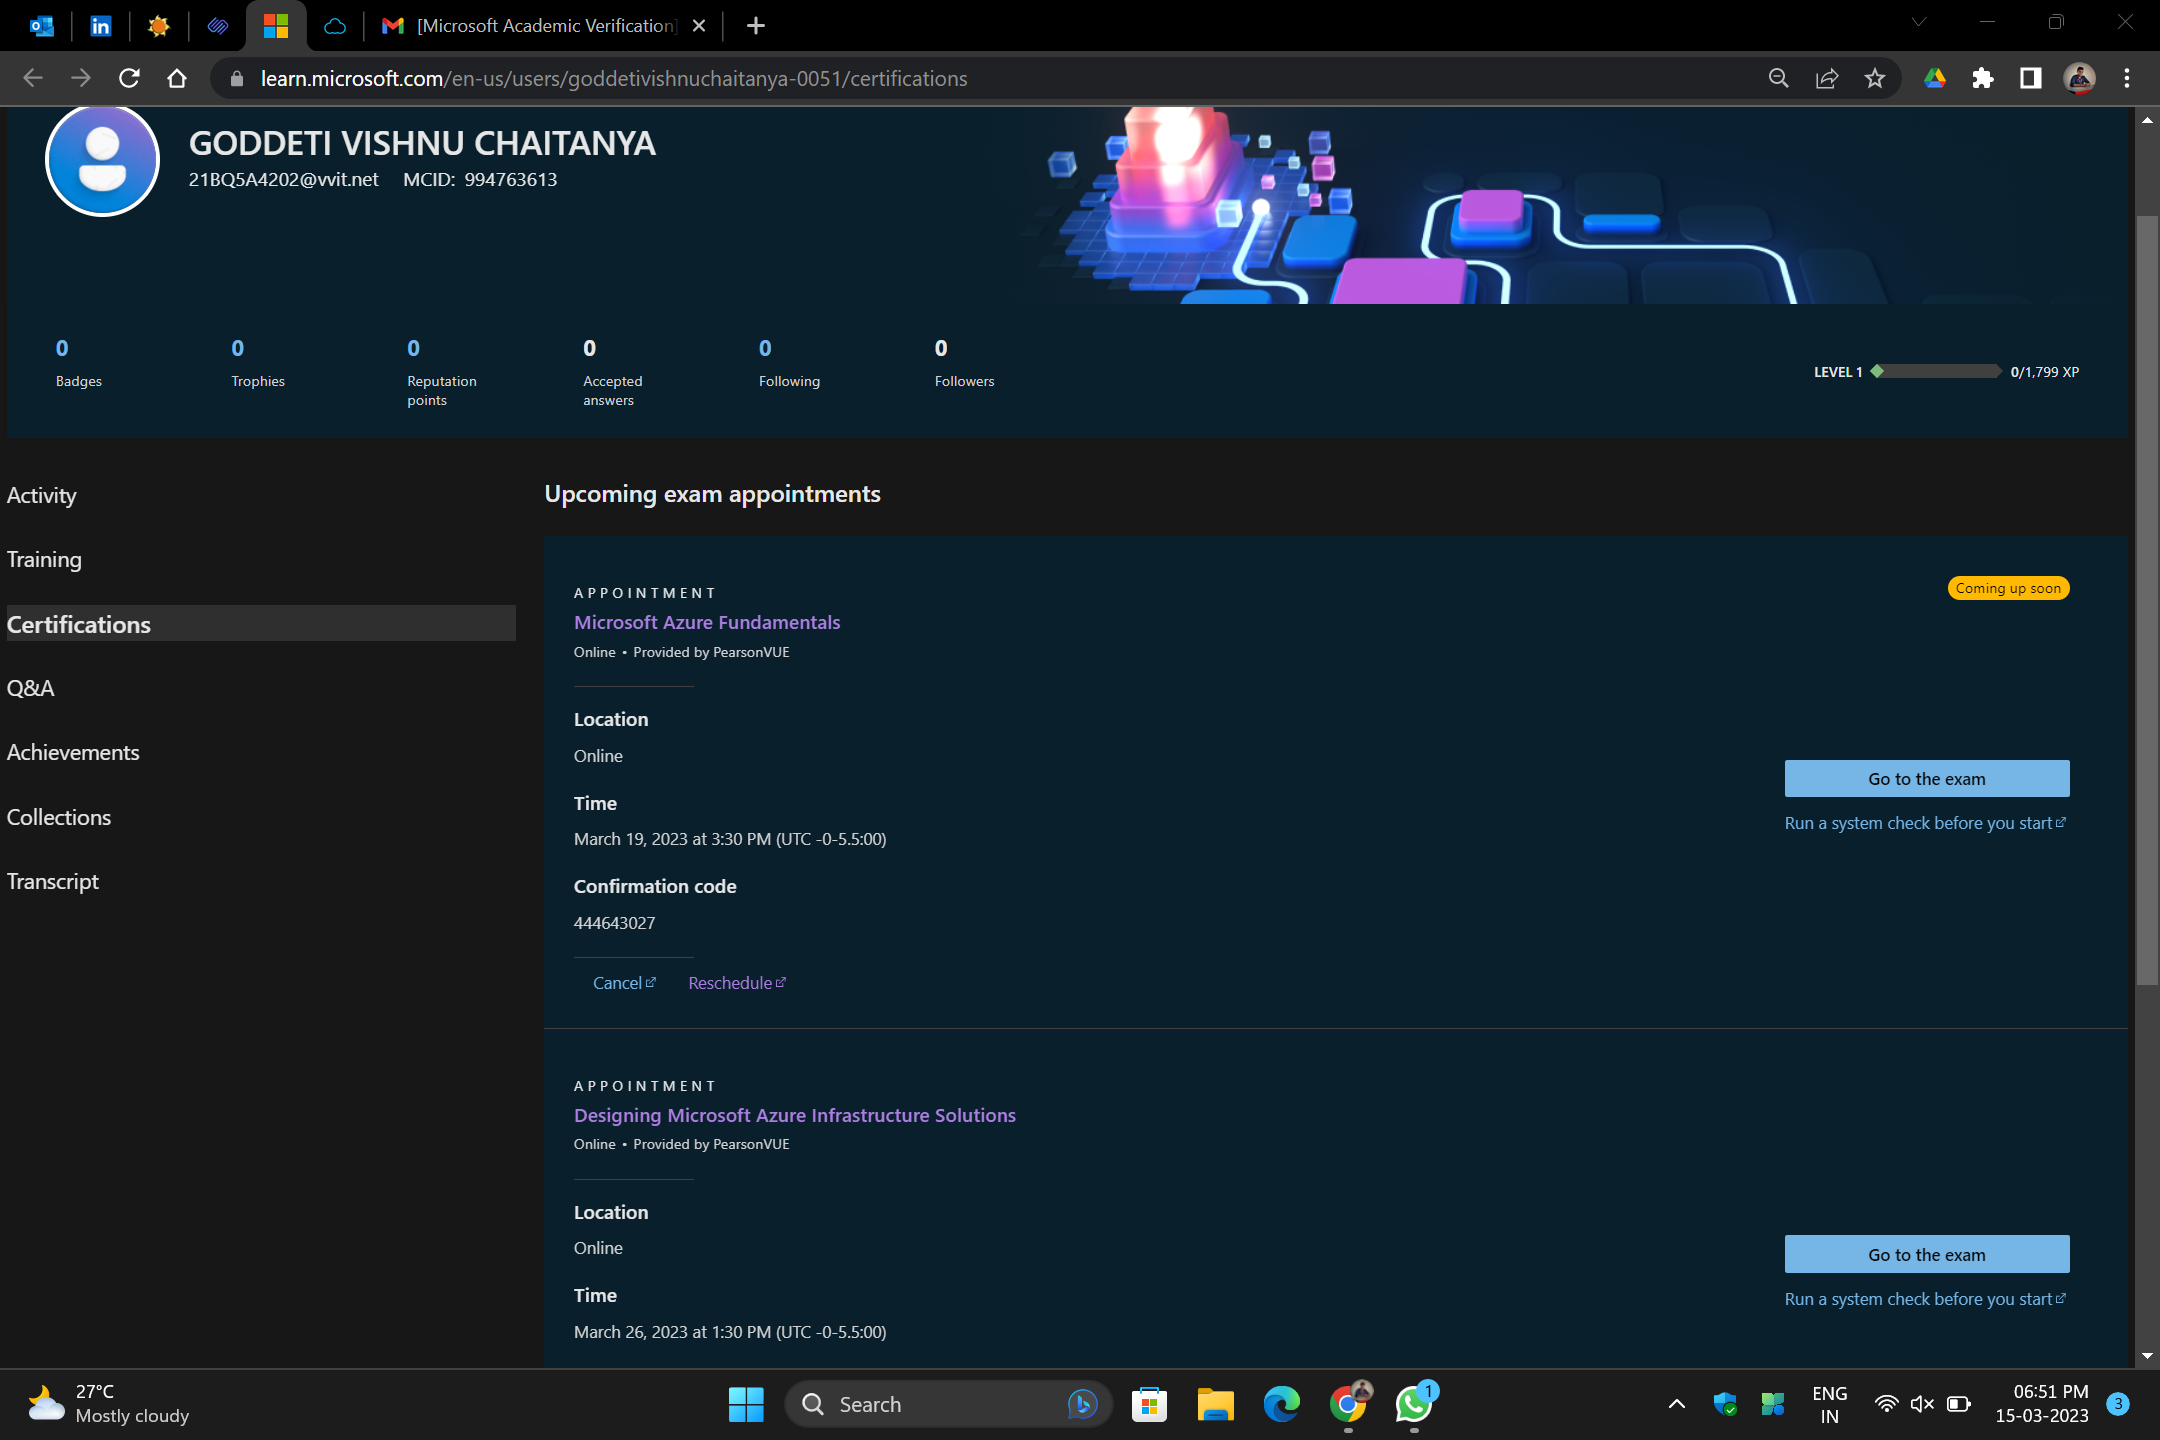 [Microsoft Academic Verification]
learn.microsoft.com/en-us/users/goddetivishnuchaitanya-0051/certifications
GODDETI VISHNU CHAITANYA
21BQ5A4202@vvit.net MCID: 994763613
0 0 0 0 0 0
Badges Trophies Reputation points Accepted answers Following Followers
LEVEL 1 0/1,799 XP
Activity
Training
Certifications
Q&A
Achievements
Collections
Transcript
Upcoming exam appointments
APPOINTMENT
Coming up soon
Microsoft Azure Fundamentals
Online • Provided by PearsonVUE
Location
Online
Time
March 19, 2023 at 3:30 PM (UTC -0-5.5:00)
Confirmation code
444643027
Go to the exam
Run a system check before you start
Cancel Reschedule
APPOINTMENT
Designing Microsoft Azure Infrastructure Solutions
Online • Provided by PearsonVUE
Location
Online
Time
March 26, 2023 at 1:30 PM (UTC -0-5.5:00)
Go to the exam
Run a system check before you start
27°C
Mostly cloudy
Search
1
ENG
IN
06:51 PM
15-03-2023
3